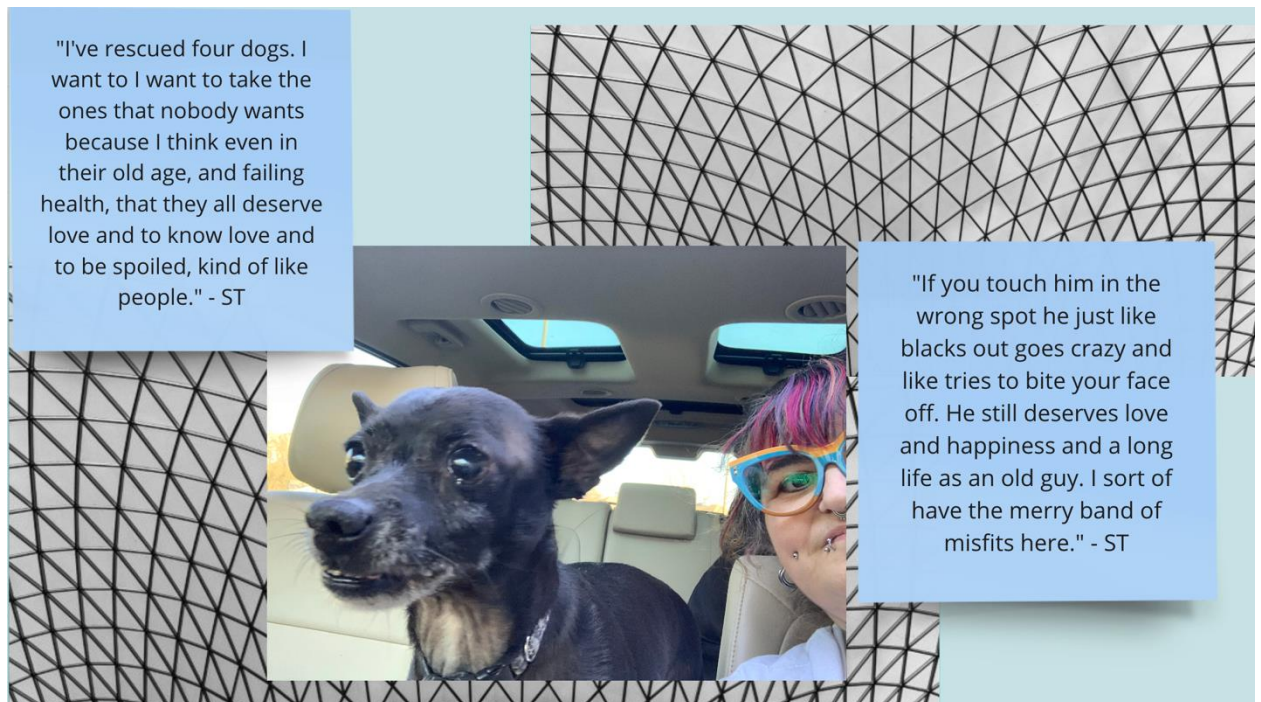 "I've rescued four dogs. I
want to I want to take the
ones that nobody wants
because I think even in
their old age, and failing
health, that they all deserve
love and to know love and
to be spoiled, kind of like
people." - ST
"If you touch him in the
wrong spot he just like
blacks out goes crazy and
like tries to bite your face
off. He still deserves love
and happiness and a long
life as an old guy. I sort of
have the merry band of
misfits here." - ST